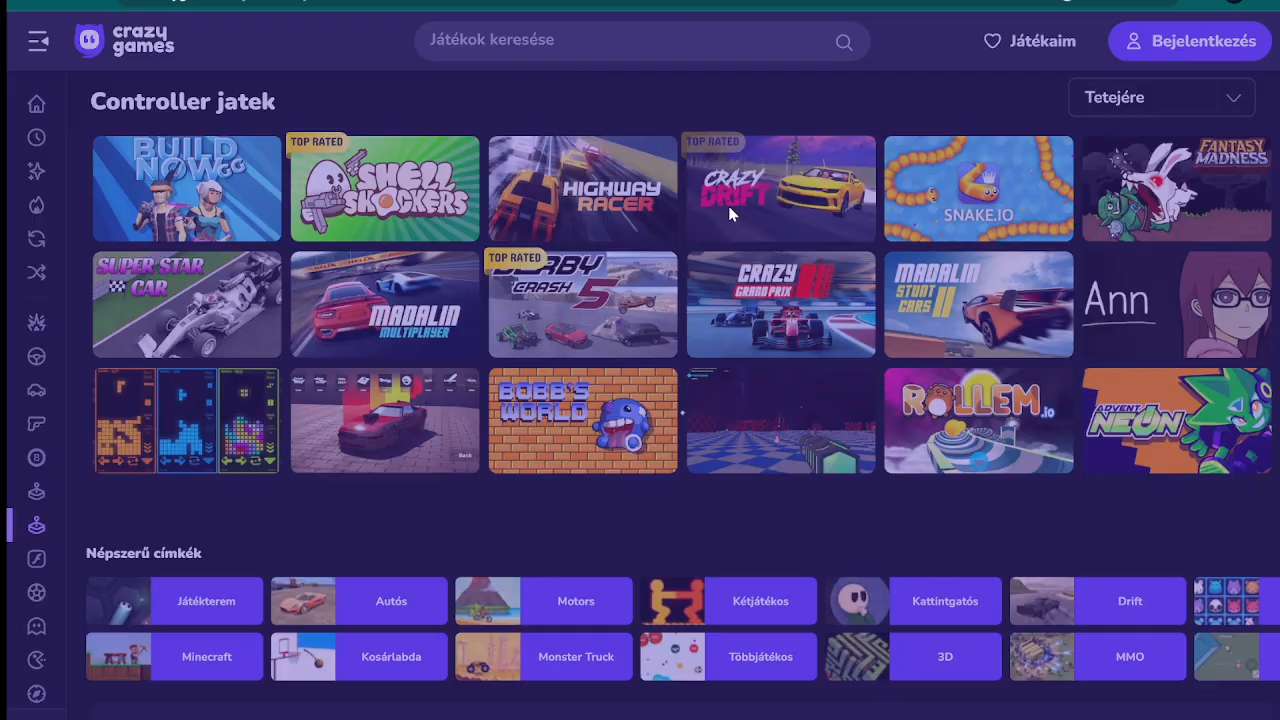 crazy
games
Játékok keresése
Játékaim
Bejelentkezés
Controller jatek
Tetejére
BUILD
NOW GG
TOP RATED
SHELL
SHOCKERS
HIGHWAY
RACER
TOP RATED
CRAZY
DRIFT
SNAKE.IO
FANTASY
MADNESS
SUPER STAR
CAR
MADALIN
MULTIPLAYER
TOP RATED
DERBY
CRASH 5
CRAZY
GRAND PRIX
MADALIN
STUNT
CARS II
Ann
Back
BOBB'S
WORLD
ROLLEM.io
ADVENT
NEON
Népszerű címkék
Játékterem
Autós
Motors
Kétjátékos
Kattintgatós
Drift
Minecraft
Kosárlabda
Monster Truck
Többjátékos
3D
MMO